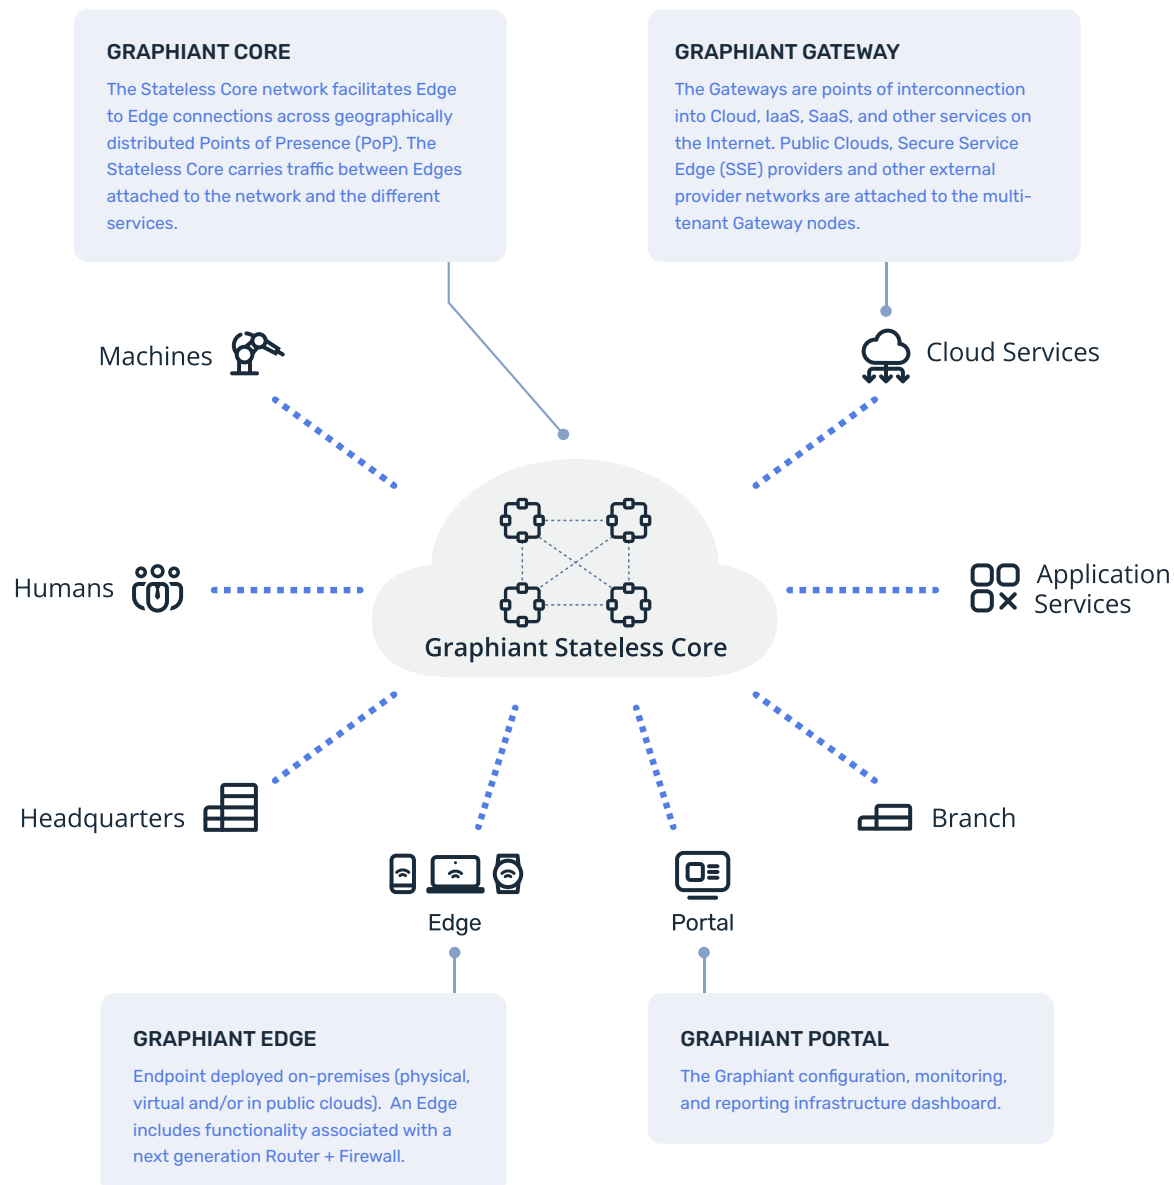 GRAPHIANT CORE
The Stateless Core network facilitates Edge
to Edge connections across geographically
distributed Points of Presence (PoP). The
Stateless Core carries traffic between Edges
attached to the network and the different
services.
GRAPHIANT GATEWAY
The Gateways are points of interconnection
into Cloud, IaaS, SaaS, and other services on
the Internet. Public Clouds, Secure Service
Edge (SSE) providers and other external
provider networks are attached to the multi-
tenant Gateway nodes.
Machines
Cloud Services
Humans
Application
Services
Graphiant Stateless Core
Headquarters
Branch
Edge
Portal
GRAPHIANT EDGE
Endpoint deployed on-premises (physical,
virtual and/or in public clouds).  An Edge
includes functionality associated with a
next generation Router + Firewall.
GRAPHIANT PORTAL
The Graphiant configuration, monitoring,
and reporting infrastructure dashboard.